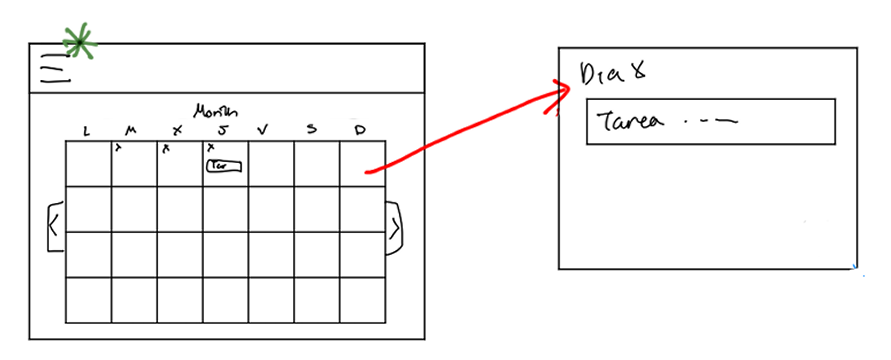 Month
L M X J V S D
x x x
Tar
< >
Dia X
Tarea . - —